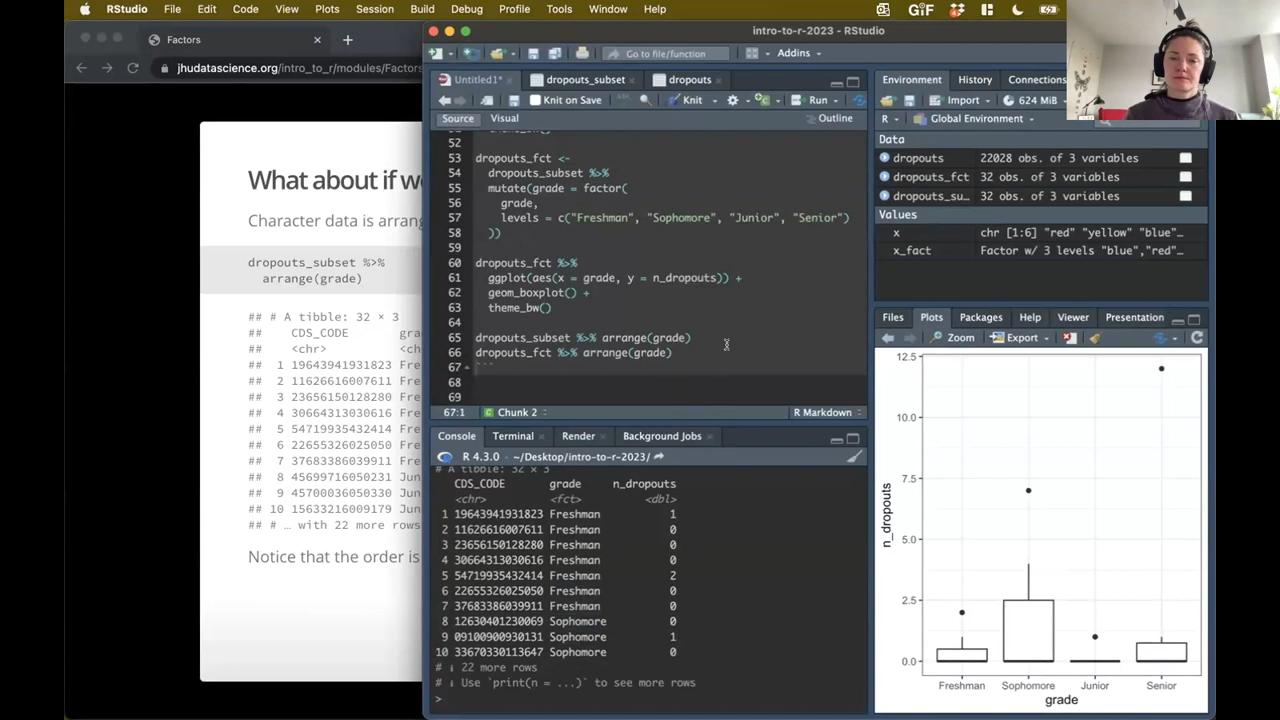 RStudio File Edit Code View Plots Session Build Debug Profile Tools Window Help GIF
Factors
jhudatascience.org/intro_to_r/modules/Factors
What about if we
Character data is arrang
dropouts_subset %>%
arrange(grade)
## # A tibble: 32 × 3
## CDS_CODE gra
## <chr> <ch
## 1 19643941931823 Fre
## 2 11626616007611 Fre
## 3 23656150128280 Fre
## 4 30664313030616 Fre
## 5 54719935432414 Fre
## 6 22655326025050 Fre
## 7 37683386039911 Fre
## 8 45699716050231 Jun
## 9 45700036050330 Jun
## 10 15633216009179 Jun
## # … with 22 more rows
Notice that the order is
intro-to-r-2023 - RStudio
Go to file/function Addins
Untitled1* dropouts_subset dropouts
Knit on Save Knit Run
Source Visual Outline
52
53 dropouts_fct <-
54 dropouts_subset %>%
55 mutate(grade = factor(
56 grade,
57 levels = c("Freshman", "Sophomore", "Junior", "Senior")
58 ))
59
60 dropouts_fct %>%
61 ggplot(aes(x = grade, y = n_dropouts)) +
62 geom_boxplot() +
63 theme_bw()
64
65 dropouts_subset %>% arrange(grade)
66 dropouts_fct %>% arrange(grade)
67 ```
68
69
67:1 Chunk 2 R Markdown
Console Terminal Render Background Jobs
R 4.3.0 · ~/Desktop/intro-to-r-2023/
# A tibble: 32 × 3
CDS_CODE grade n_dropouts
<chr> <fct> <dbl>
1 19643941931823 Freshman 1
2 11626616007611 Freshman 0
3 23656150128280 Freshman 0
4 30664313030616 Freshman 0
5 54719935432414 Freshman 2
6 22655326025050 Freshman 0
7 37683386039911 Freshman 0
8 12630401230069 Sophomore 0
9 09100900930131 Sophomore 1
10 33670330113647 Sophomore 0
# ℹ 22 more rows
# ℹ Use `print(n = ...)` to see more rows
>
Environment History Connections
Import 624 MiB
R Global Environment
Data
dropouts 22028 obs. of 3 variables
dropouts_fct 32 obs. of 3 variables
dropouts_su… 32 obs. of 3 variables
Values
x chr [1:6] "red" "yellow" "blue"…
x_fact Factor w/ 3 levels "blue","red"…
Files Plots Packages Help Viewer Presentation
Zoom Export
12.5
10.0
7.5
5.0
2.5
0.0
n_dropouts
Freshman Sophomore Junior Senior
grade